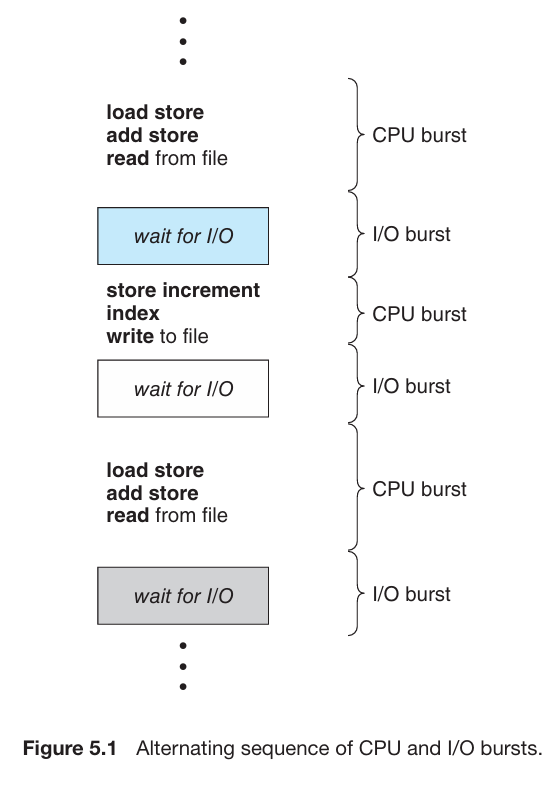 load store
add store
read from file
CPU burst
wait for I/O
I/O burst
store increment
index
write to file
CPU burst
wait for I/O
I/O burst
load store
add store
read from file
CPU burst
wait for I/O
I/O burst
Figure 5.1 Alternating sequence of CPU and I/O bursts.